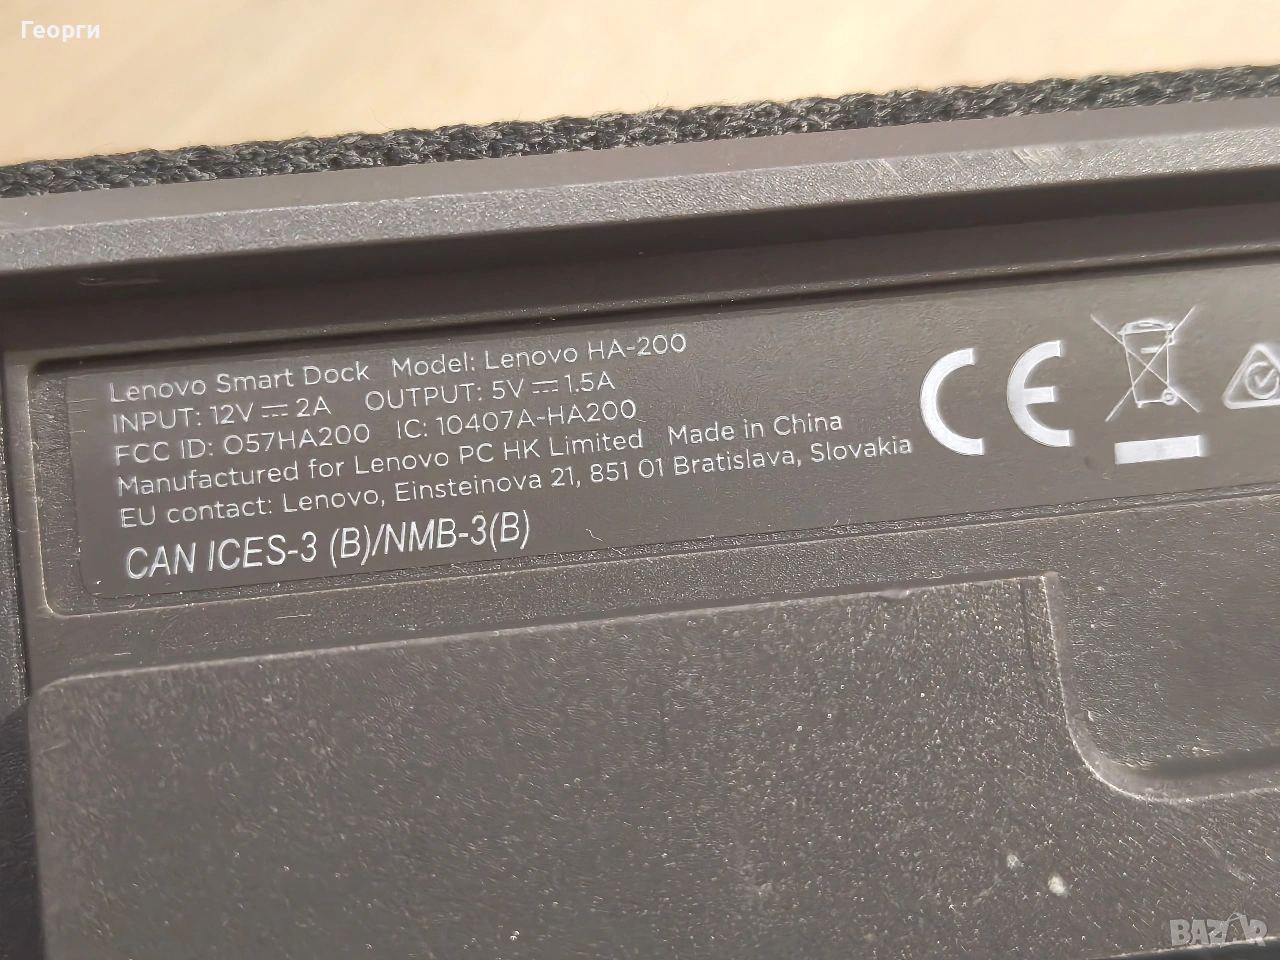 Георги
Lenovo Smart Dock Model: Lenovo HA-200
INPUT: 12V ⎓ 2A OUTPUT: 5V ⎓ 1.5A
FCC ID: O57HA200 IC: 10407A-HA200
Manufactured for Lenovo PC HK Limited Made in China
EU contact: Lenovo, Einsteinova 21, 851 01 Bratislava, Slovakia
CAN ICES-3 (B)/NMB-3(B)
CE
BAZAR